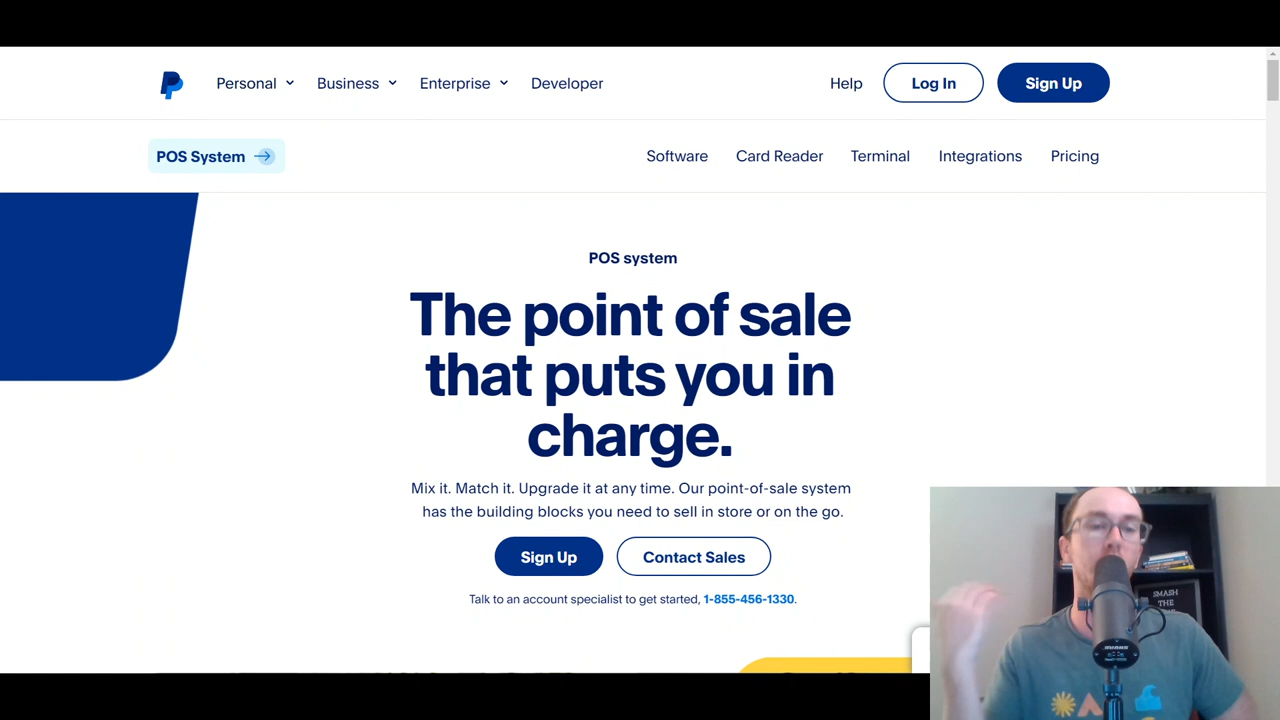 Personal Business Enterprise Developer Help Log In Sign Up
POS System Software Card Reader Terminal Integrations Pricing
POS system
The point of sale
that puts you in
charge.
Mix it. Match it. Upgrade it at any time. Our point-of-sale system
has the building blocks you need to sell in store or on the go.
Sign Up Contact Sales
Talk to an account specialist to get started, 1-855-456-1330.
SMASH
THE